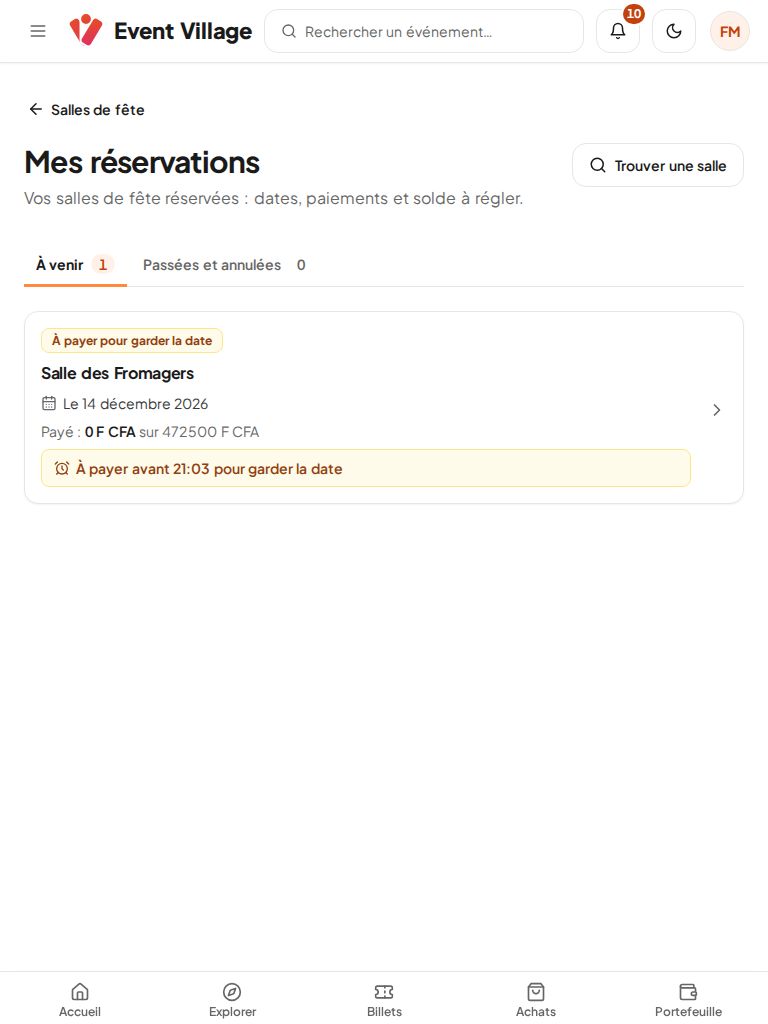 Event Village
Rechercher un événement…
10
FM
Salles de fête
Mes réservations
Trouver une salle
Vos salles de fête réservées : dates, paiements et solde à régler.
À venir 1
Passées et annulées 0
À payer pour garder la date
Salle des Fromagers
Le 14 décembre 2026
Payé : 0 F CFA sur 472500 F CFA
À payer avant 21:03 pour garder la date
Accueil
Explorer
Billets
Achats
Portefeuille